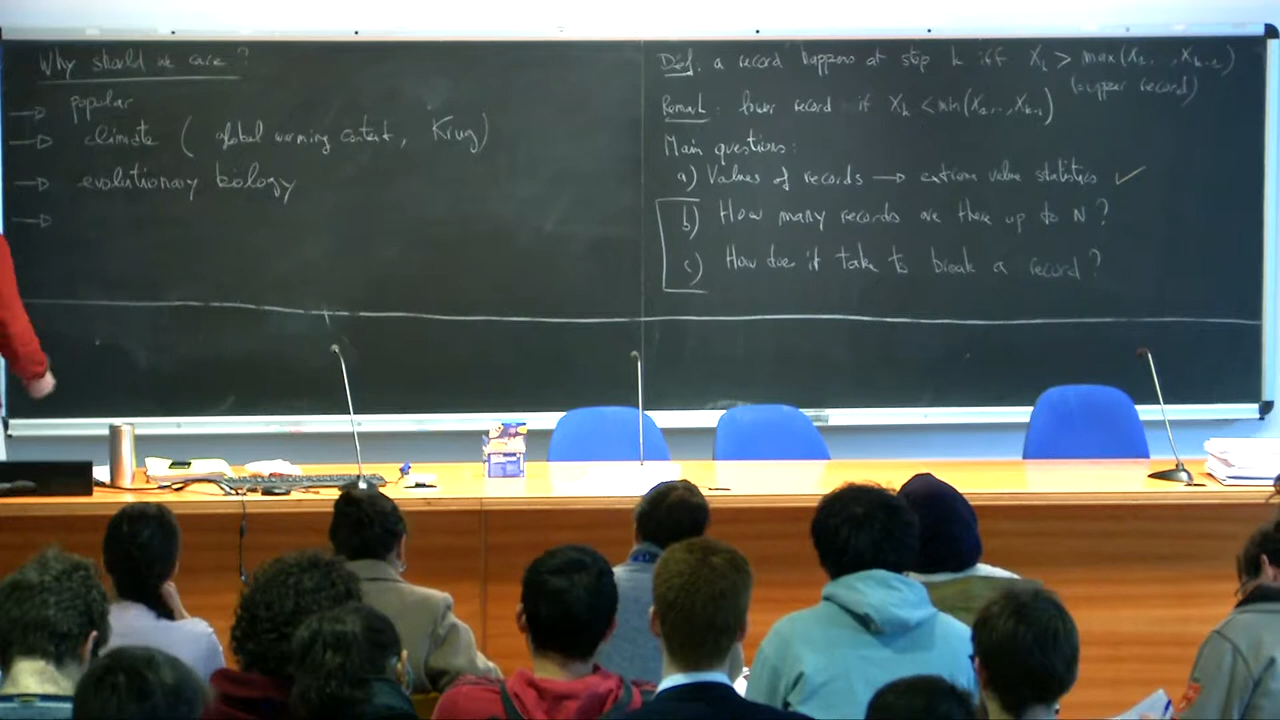 Why should we care?
→ popular
→ climate ( global warming context, Krug)
→ evolutionary biology
→
Def. a record happens at step k iff X_k > max(X_1, .., X_{k-1})
(=upper record)
Remark: lower record if X_k < min(X_1, .., X_{k-1})
Main questions:
a) Values of records → extreme value statistics ✓
b) How many records are there up to N?
c) How does it take to break a record?